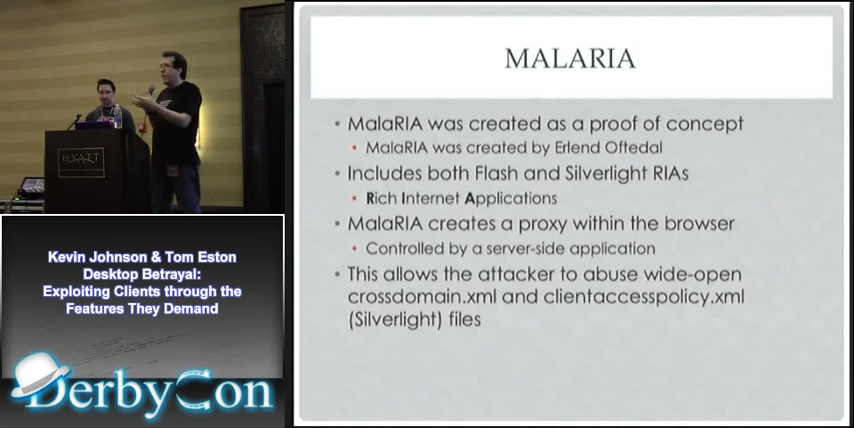 MALARIA
• MalaRIA was created as a proof of concept
• MalaRIA was created by Erlend Oftedal
• Includes both Flash and Silverlight RIAs
• Rich Internet Applications
• MalaRIA creates a proxy within the browser
• Controlled by a server-side application
• This allows the attacker to abuse wide-open
crossdomain.xml and clientaccesspolicy.xml
(Silverlight) files
HYATT
Kevin Johnson & Tom Eston
Desktop Betrayal:
Exploiting Clients through the
Features They Demand
DerbyCon